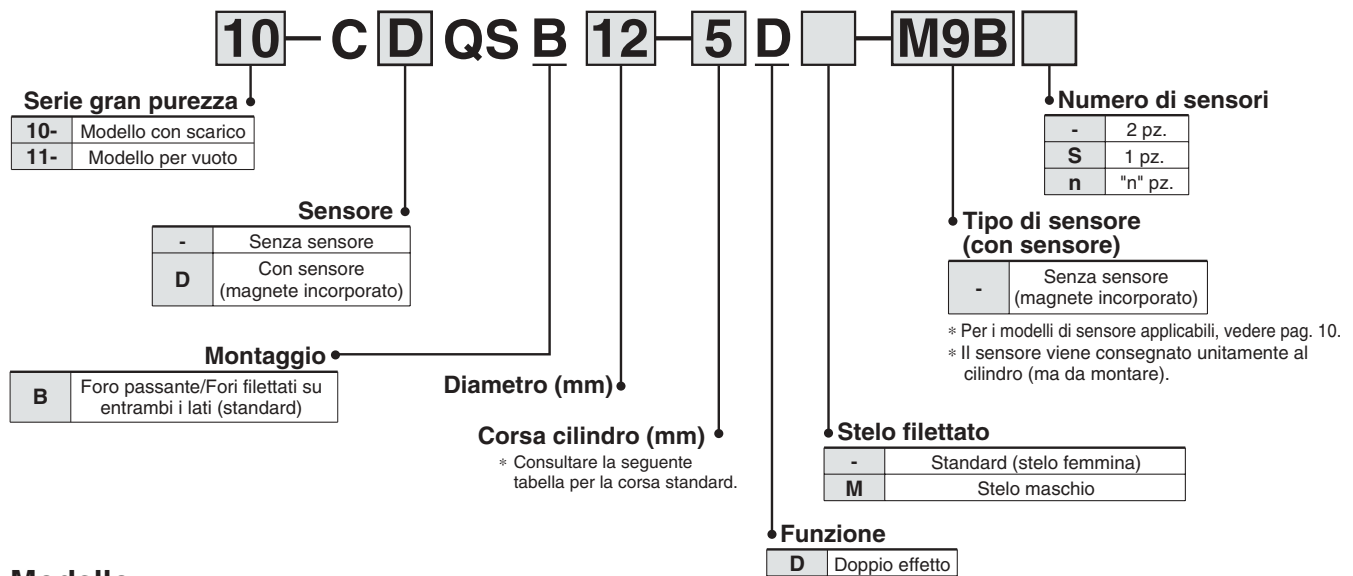 10-CDQSB12-5D -M9B
Serie gran purezza
10- Modello con scarico
11- Modello per vuoto
Numero di sensori
- 2 pz.
S 1 pz.
n "n" pz.
Sensore
- Senza sensore
D Con sensore
(magnete incorporato)
Tipo di sensore
(con sensore)
- Senza sensore
(magnete incorporato)
* Per i modelli di sensore applicabili, vedere pag. 10.
* Il sensore viene consegnato unitamente al
cilindro (ma da montare).
Montaggio
B Foro passante/Fori filettati su
entrambi i lati (standard)
Diametro (mm)
Corsa cilindro (mm)
* Consultare la seguente
tabella per la corsa standard.
Stelo filettato
- Standard (stelo femmina)
M Stelo maschio
Funzione
D Doppio effetto